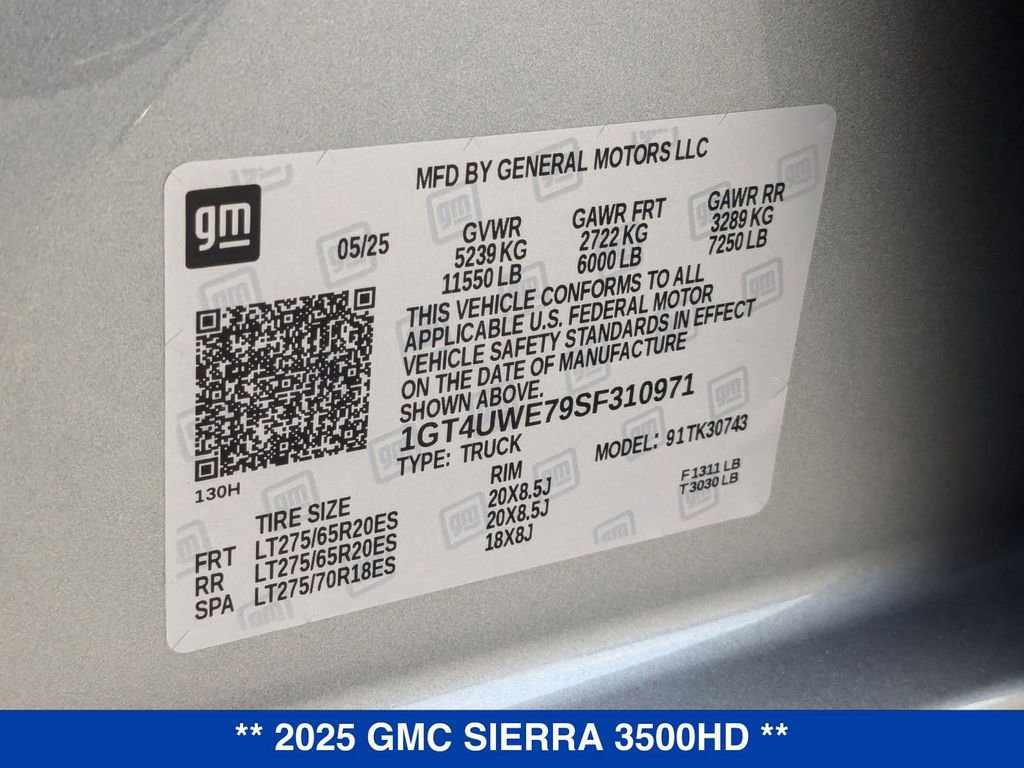 MFD BY GENERAL MOTORS LLC
gm
05/25
GVWR
5239 KG
11550 LB
GAWR FRT
2722 KG
6000 LB
GAWR RR
3289 KG
7250 LB
THIS VEHICLE CONFORMS TO ALL
APPLICABLE U.S. FEDERAL MOTOR
VEHICLE SAFETY STANDARDS IN EFFECT
ON THE DATE OF MANUFACTURE
SHOWN ABOVE.
1GT4UWE79SF310971
TYPE: TRUCK
MODEL: 91TK30743
130H
TIRE SIZE RIM
FRT LT275/65R20ES 20X8.5J
RR LT275/65R20ES 20X8.5J
SPA LT275/70R18ES 18X8J
F1311 LB
T3030 LB
** 2025 GMC SIERRA 3500HD **